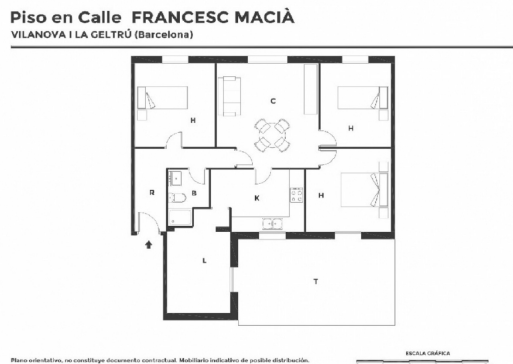 Piso en Calle FRANCESC MACIÀ
VILANOVA I LA GELTRÚ (Barcelona)
H
C
H
R
B
K
H
L
T
Plano orientativo, no constituye documento contractual. Mobiliario indicativo de posible distribución.
ESCALA GRÁFICA